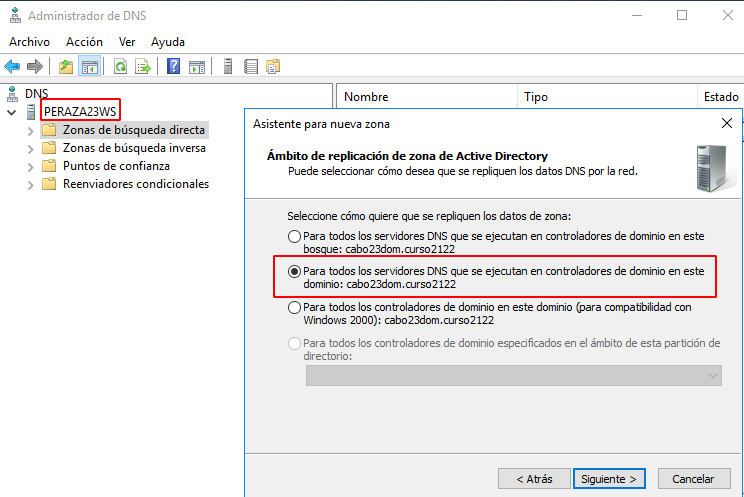 Administrador de DNS
Archivo Acción Ver Ayuda
DNS
PERAZA23WS
Zonas de búsqueda directa
Zonas de búsqueda inversa
Puntos de confianza
Reenviadores condicionales
Nombre Tipo Estado
Asistente para nueva zona
Ámbito de replicación de zona de Active Directory
Puede seleccionar cómo desea que se repliquen los datos DNS por la red.
Seleccione cómo quiere que se repliquen los datos de zona:
Para todos los servidores DNS que se ejecutan en controladores de dominio en este
bosque: cabo23dom.curso2122
Para todos los servidores DNS que se ejecutan en controladores de dominio en este
dominio: cabo23dom.curso2122
Para todos los controladores de dominio en este dominio (para compatibilidad con
Windows 2000): cabo23dom.curso2122
Para todos los controladores de dominio especificados en el ámbito de esta partición de
directorio:
< Atrás Siguiente > Cancelar